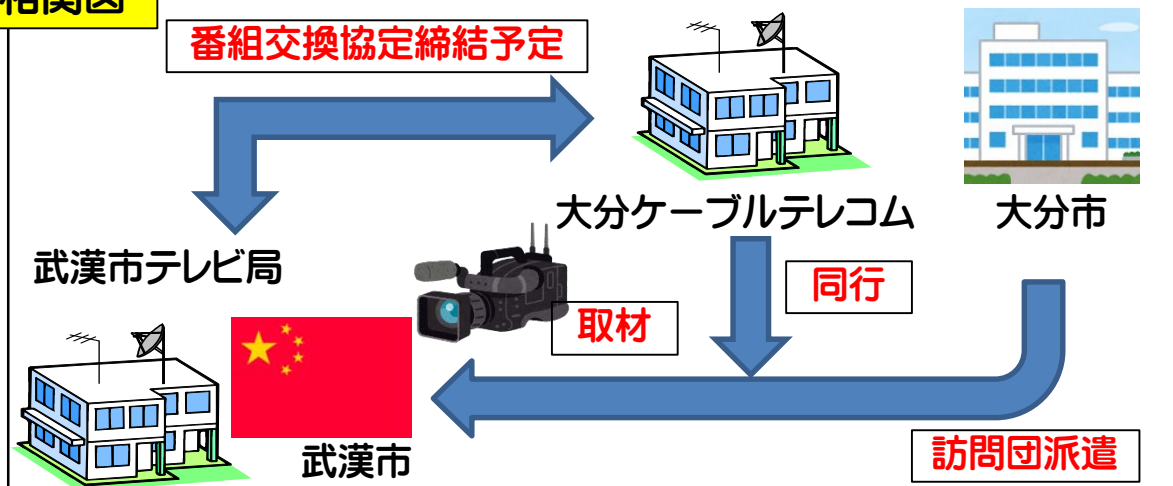 相関図
番組交換協定締結予定
大分ケーブルテレコム
大分市
武漢市テレビ局
同行
取材
武漢市
訪問団派遣